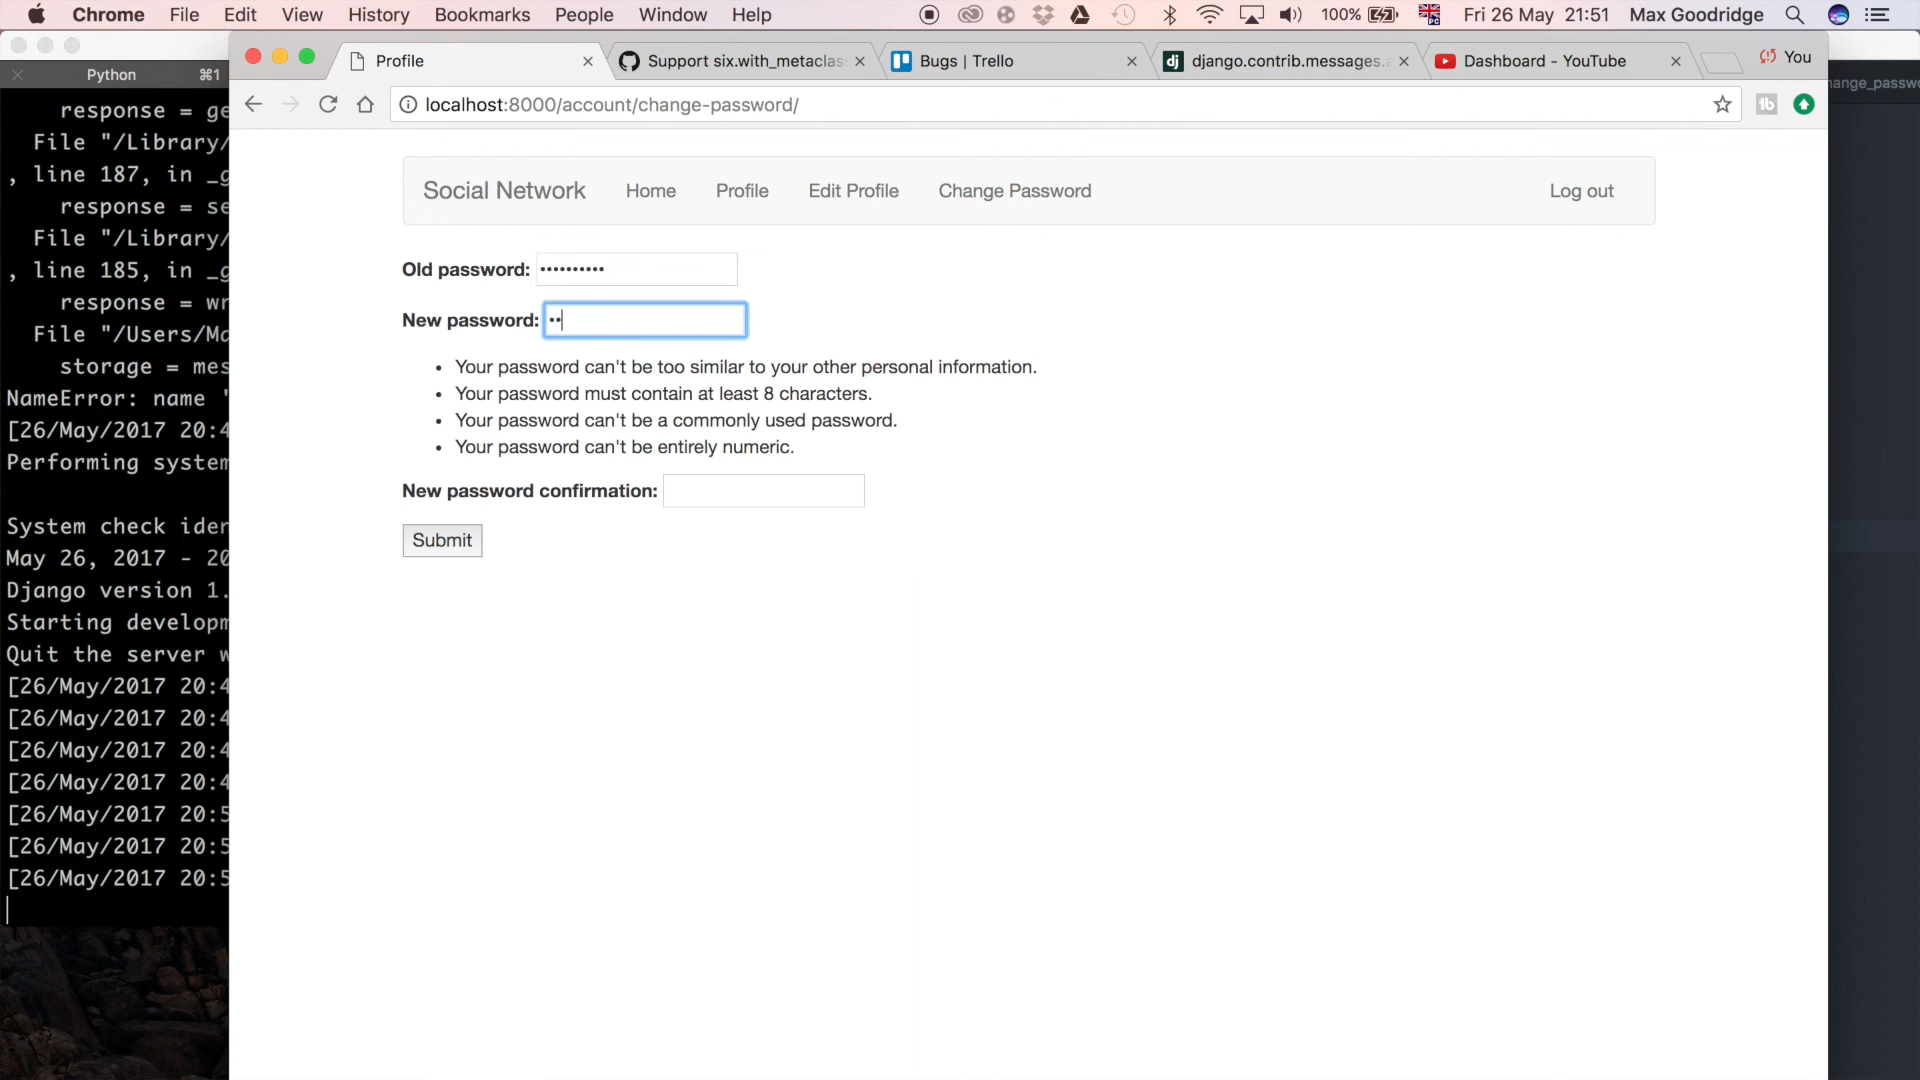 Chrome File Edit View History Bookmarks People Window Help 100% Fri 26 May 21:51 Max Goodridge
Python ⌘1
Profile
Support six.with_metaclas
Bugs | Trello
django.contrib.messages.
Dashboard - YouTube
You
localhost:8000/account/change-password/
ange_passw
response = ge
File "/Library/
, line 187, in _g
response = se
File "/Library/
, line 185, in _g
response = wr
File "/Users/Ma
storage = mes
NameError: name '
[26/May/2017 20:4
Performing system
System check iden
May 26, 2017 - 20
Django version 1.
Starting developm
Quit the server w
[26/May/2017 20:4
[26/May/2017 20:4
[26/May/2017 20:4
[26/May/2017 20:4
[26/May/2017 20:5
[26/May/2017 20:5
[26/May/2017 20:5
Social Network Home Profile Edit Profile Change Password Log out
Old password: ••••••••••
New password: ••
• Your password can't be too similar to your other personal information.
• Your password must contain at least 8 characters.
• Your password can't be a commonly used password.
• Your password can't be entirely numeric.
New password confirmation:
Submit